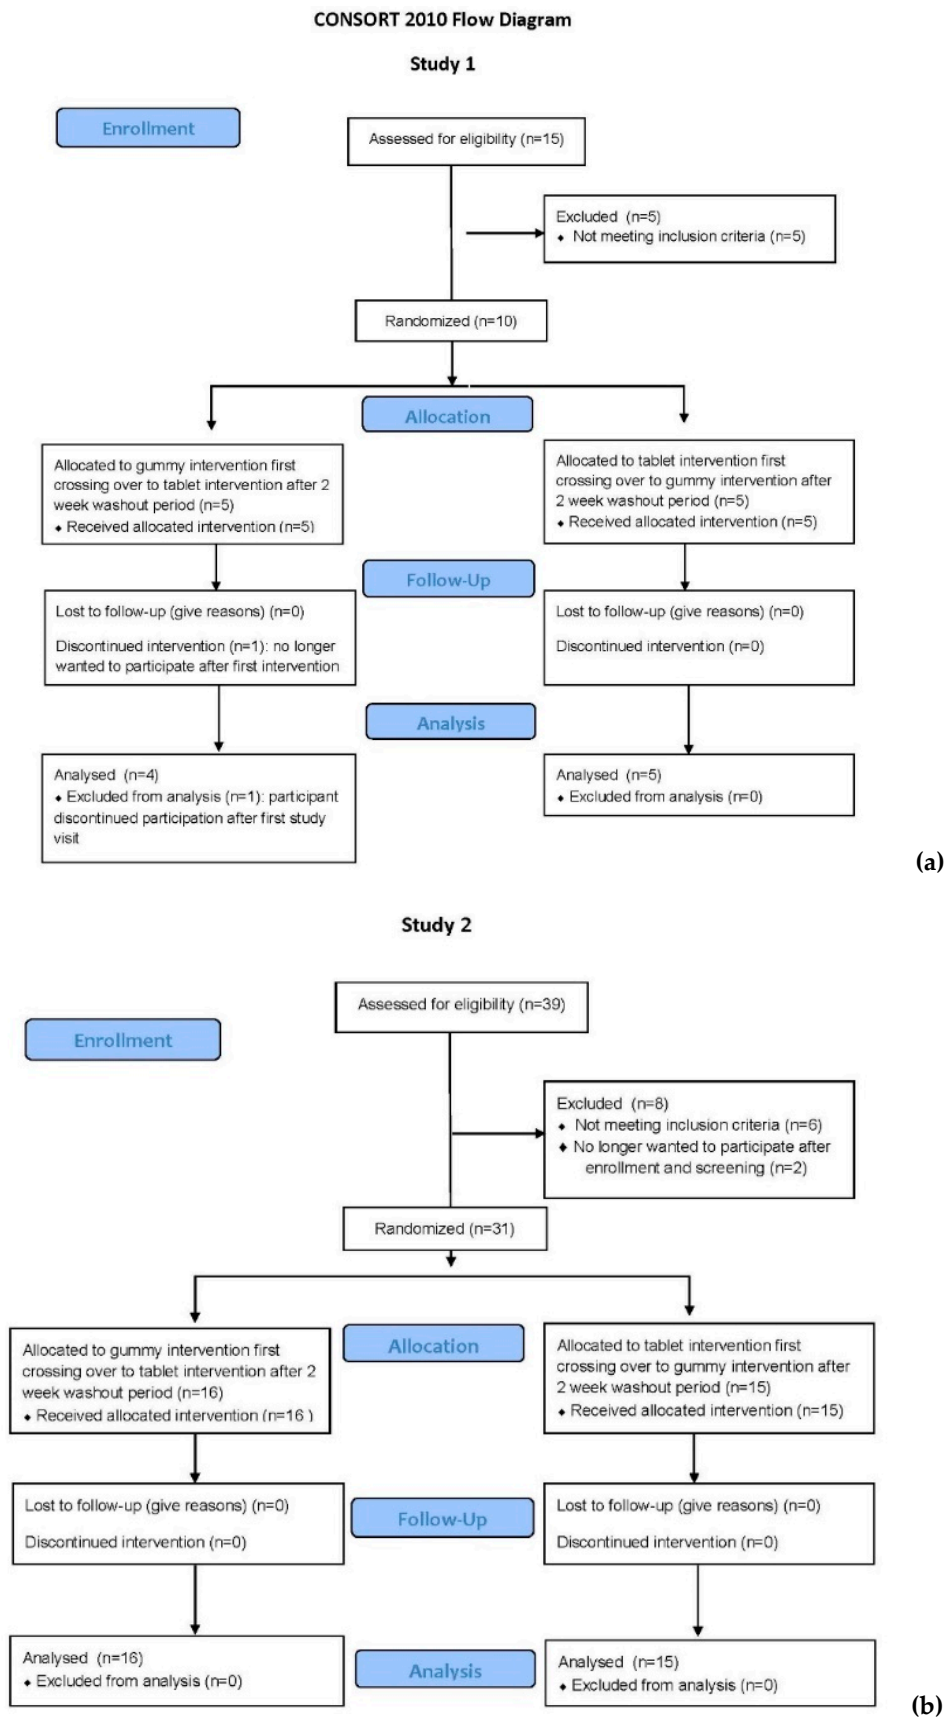 CONSORT 2010 Flow Diagram
Study 1
Enrollment
Assessed for eligibility (n=15)
Excluded (n=5)
⬥ Not meeting inclusion criteria (n=5)
Randomized (n=10)
Allocation
Allocated to gummy intervention first
crossing over to tablet intervention after 2
week washout period (n=5)
⬥ Received allocated intervention (n=5)
Allocated to tablet intervention first
crossing over to gummy intervention after
2 week washout period (n=5)
⬥ Received allocated intervention (n=5)
Follow-Up
Lost to follow-up (give reasons) (n=0)
Discontinued intervention (n=1): no longer
wanted to participate after first intervention
Lost to follow-up (give reasons) (n=0)
Discontinued intervention (n=0)
Analysis
Analysed (n=4)
⬥ Excluded from analysis (n=1): participant
discontinued participation after first study
visit
Analysed (n=5)
⬥ Excluded from analysis (n=0)
(a)
Study 2
Assessed for eligibility (n=39)
Enrollment
Excluded (n=8)
⬥ Not meeting inclusion criteria (n=6)
⬥ No longer wanted to participate after
enrollment and screening (n=2)
Randomized (n=31)
Allocation
Allocated to gummy intervention first
crossing over to tablet intervention after 2
week washout period (n=16)
⬥ Received allocated intervention (n=16 )
Allocated to tablet intervention first
crossing over to gummy intervention after
2 week washout period (n=15)
⬥ Received allocated intervention (n=15)
Follow-Up
Lost to follow-up (give reasons) (n=0)
Discontinued intervention (n=0)
Lost to follow-up (give reasons) (n=0)
Discontinued intervention (n=0)
Analysis
Analysed (n=16)
⬥ Excluded from analysis (n=0)
Analysed (n=15)
⬥ Excluded from analysis (n=0)
(b)